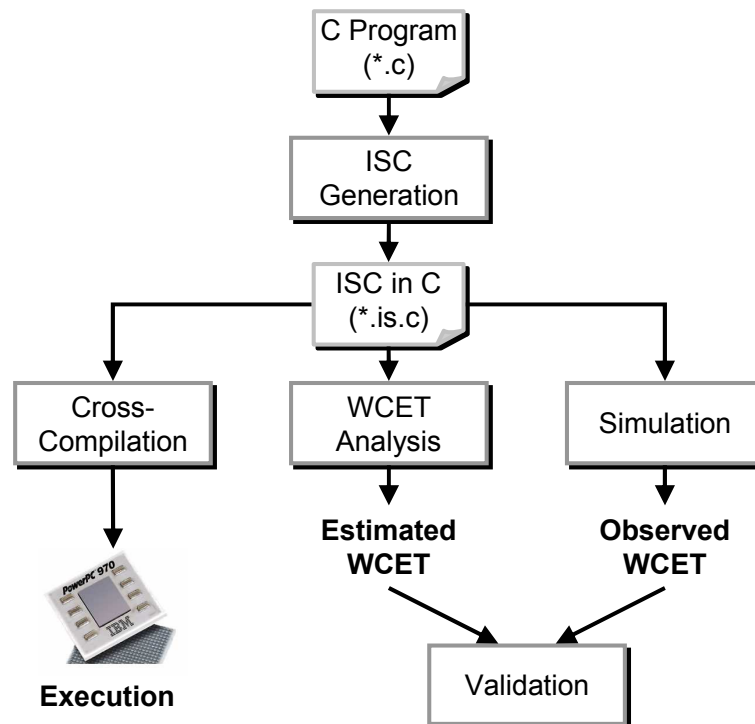 C Program
(*.c)
ISC
Generation
ISC in C
(*.is.c)
Cross-
Compilation
WCET
Analysis
Simulation
Estimated
WCET
Observed
WCET
PowerPC 970
IBM
Execution
Validation